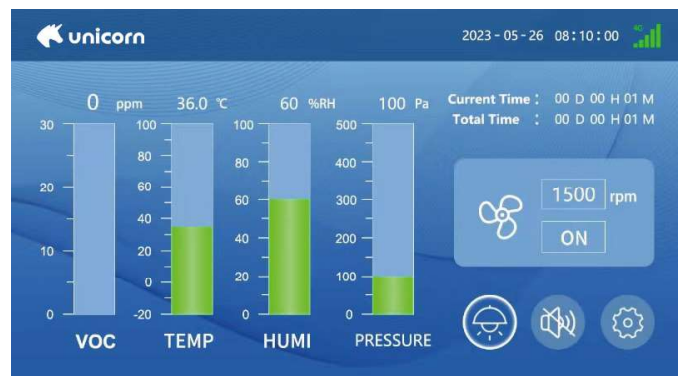 unicorn
2023-05-26 08:10:00 4G
0 ppm 36.0 ℃ 60 %RH 100 Pa
Current Time : 00 D 00 H 01 M
Total Time : 00 D 00 H 01 M
30 100 100 500
80 80 400
20 60 60 300
1500 rpm
40 40 200
ON
10 20 20 100
0
0 -20 0 0
VOC TEMP HUMI PRESSURE